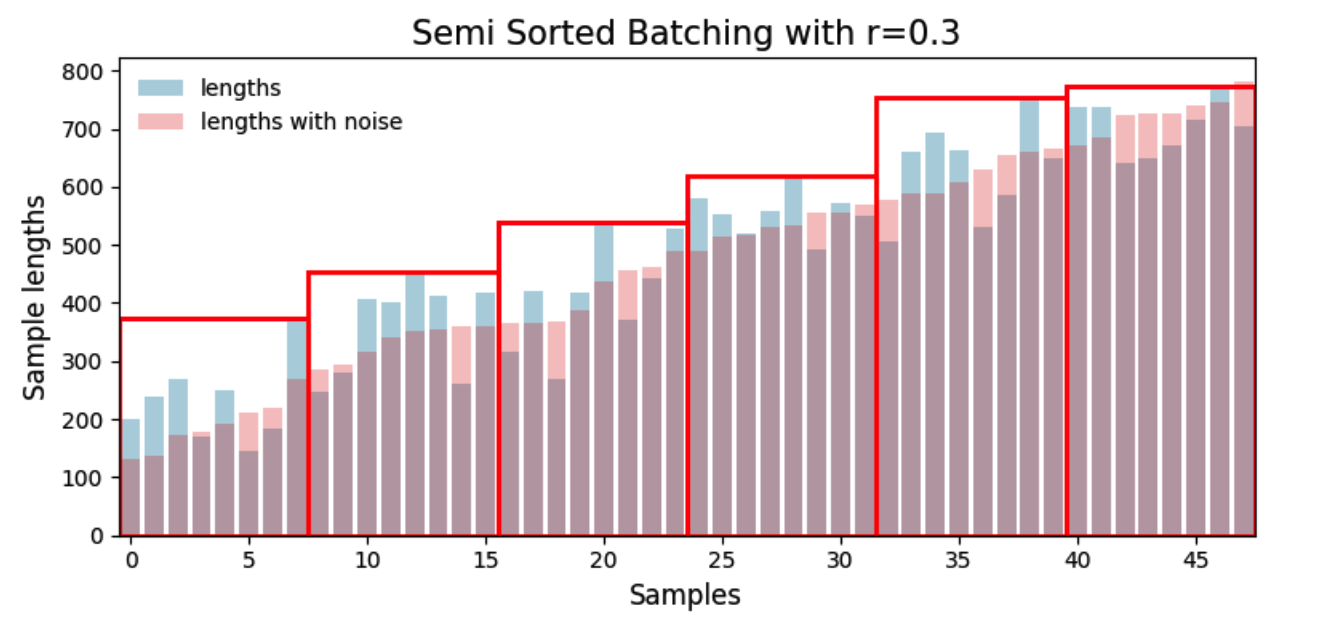 Semi Sorted Batching with r=0.3
lengths
lengths with noise
Sample lengths
800
700
600
500
400
300
200
100
0
0 5 10 15 20 25 30 35 40 45
Samples